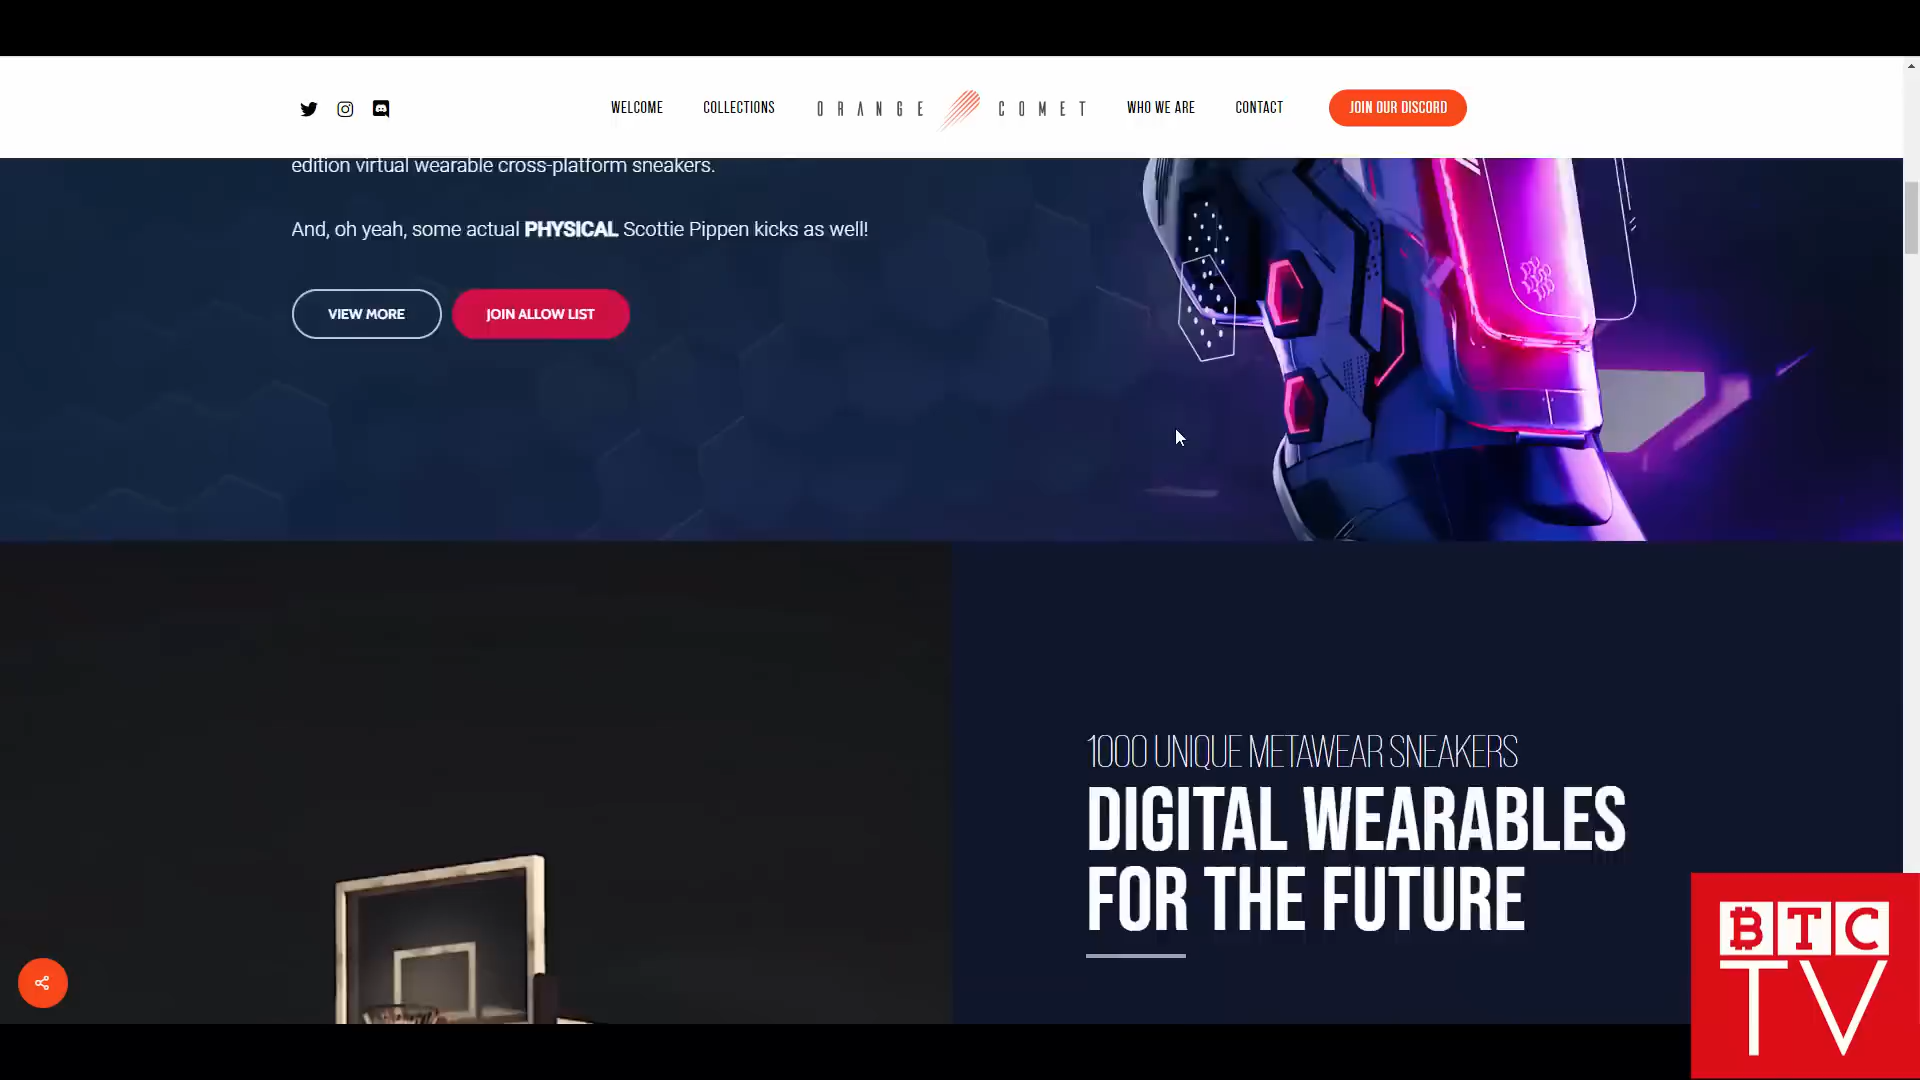 WELCOME
COLLECTIONS
ORANGE COMET
WHO WE ARE
CONTACT
JOIN OUR DISCORD
edition virtual wearable cross-platform sneakers.
And, oh yeah, some actual PHYSICAL Scottie Pippen kicks as well!
VIEW MORE
JOIN ALLOW LIST
1000 UNIQUE METAWEAR SNEAKERS
DIGITAL WEARABLES
FOR THE FUTURE
BTC
TV